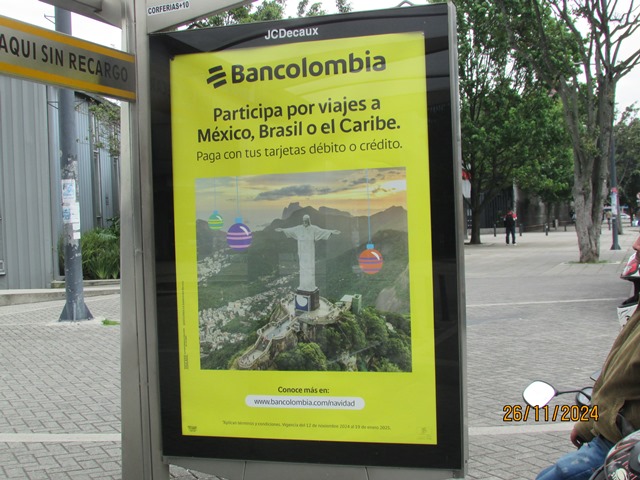 CORFERIAS+10
AQUI SIN RECARGO
JCDecaux
Bancolombia
Participa por viajes a
México, Brasil o el Caribe.
Paga con tus tarjetas débito o crédito.
Conoce más en:
www.bancolombia.com/navidad
26/11/2024